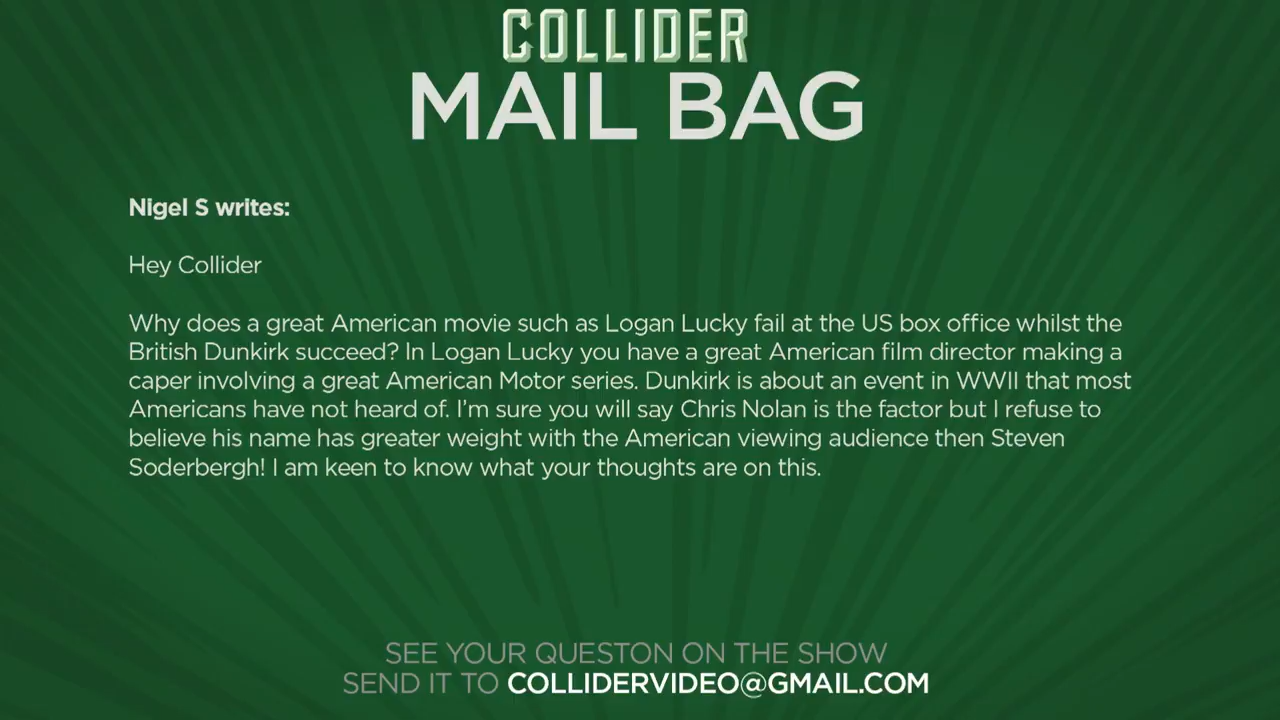 COLLIDER
MAIL BAG
Nigel S writes:
Hey Collider
Why does a great American movie such as Logan Lucky fail at the US box office whilst the
British Dunkirk succeed? In Logan Lucky you have a great American film director making a
caper involving a great American Motor series. Dunkirk is about an event in WWII that most
Americans have not heard of. I'm sure you will say Chris Nolan is the factor but I refuse to
believe his name has greater weight with the American viewing audience then Steven
Soderbergh! I am keen to know what your thoughts are on this.
SEE YOUR QUESTON ON THE SHOW
SEND IT TO COLLIDERVIDEO@GMAIL.COM